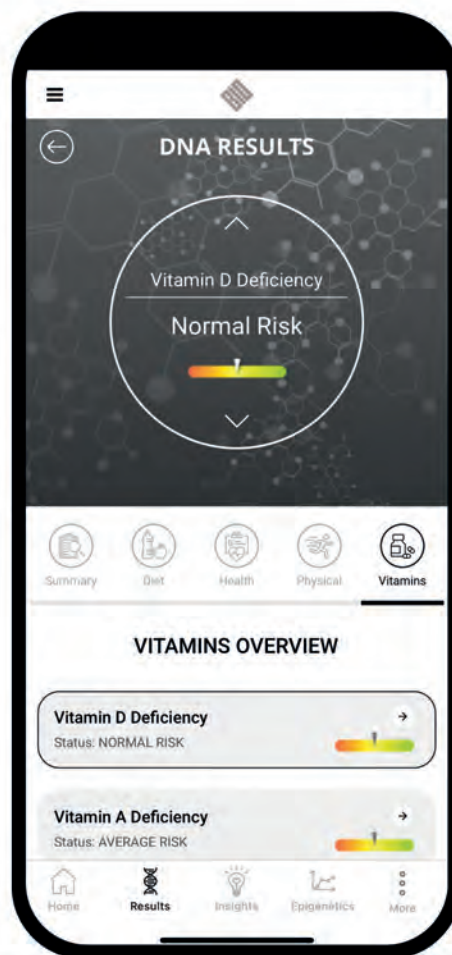 DNA RESULTS
Vitamin D Deficiency
Normal Risk
Summary
Diet
Health
Physical
Vitamins
VITAMINS OVERVIEW
Vitamin D Deficiency
Status: NORMAL RISK
Vitamin A Deficiency
Status: AVERAGE RISK
Home
Results
Insights
Epigenetics
More